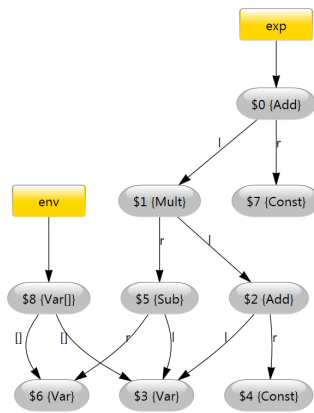 exp
$0 {Add}
l
r
$1 {Mult}
$7 {Const}
env
r
l
$8 {Var[]}
$5 {Sub}
$2 {Add}
[]
[]
r
l
l
r
$6 {Var}
$3 {Var}
$4 {Const}